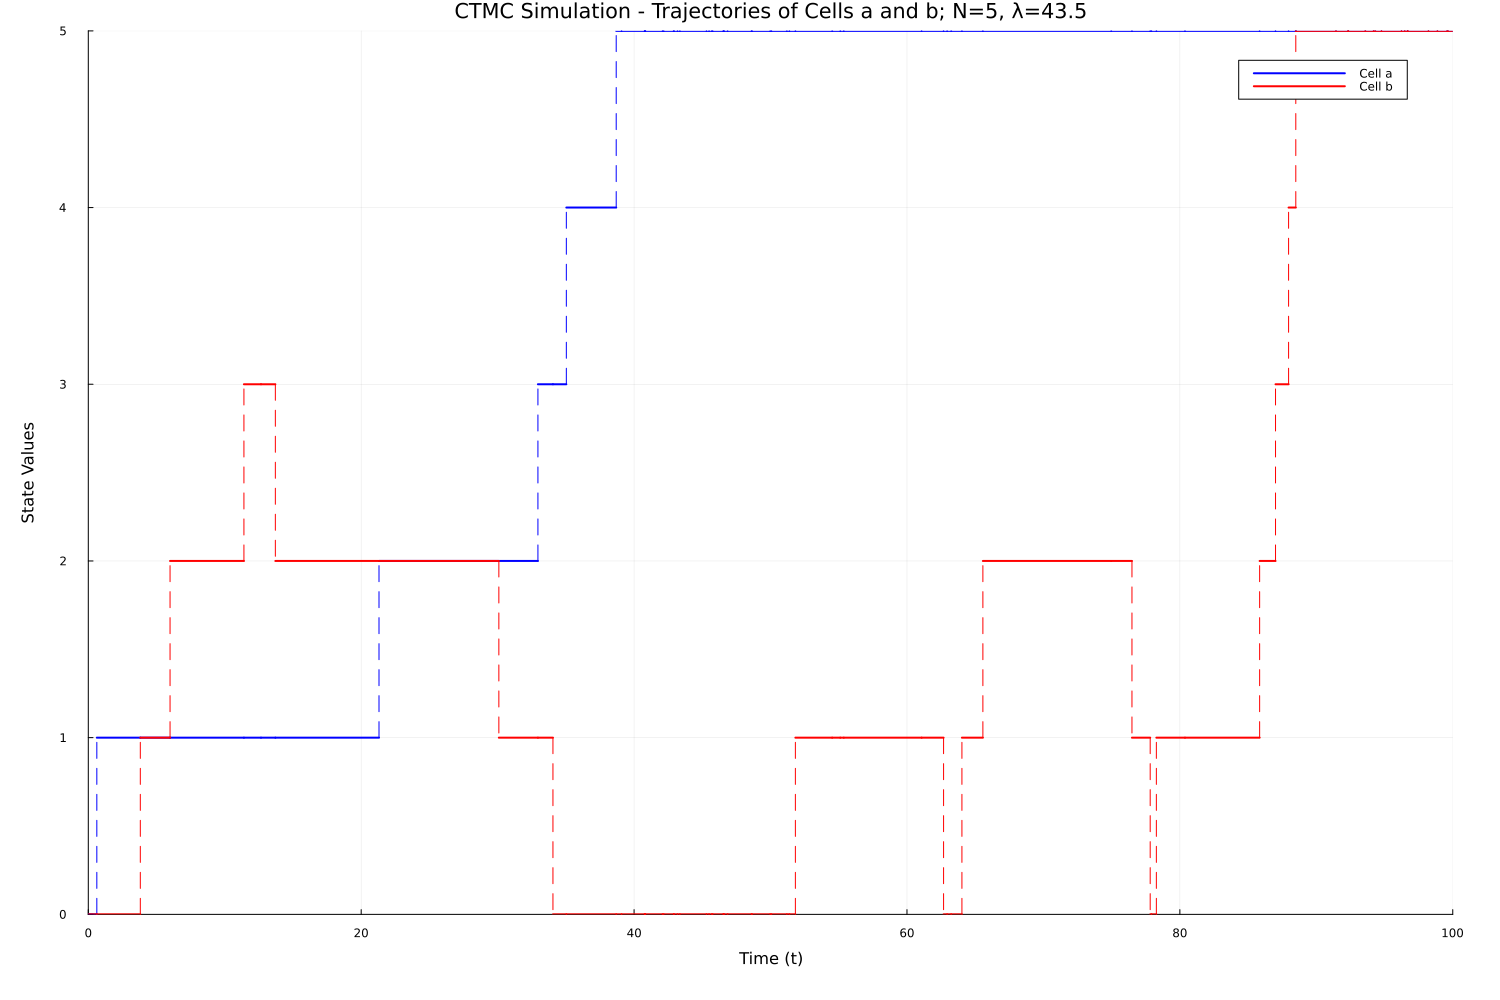 CTMC Simulation - Trajectories of Cells a and b; N=5, λ=43.5
5
Cell a
Cell b
4
3
State Values
2
1
0
0 20 40 60 80 100
Time (t)